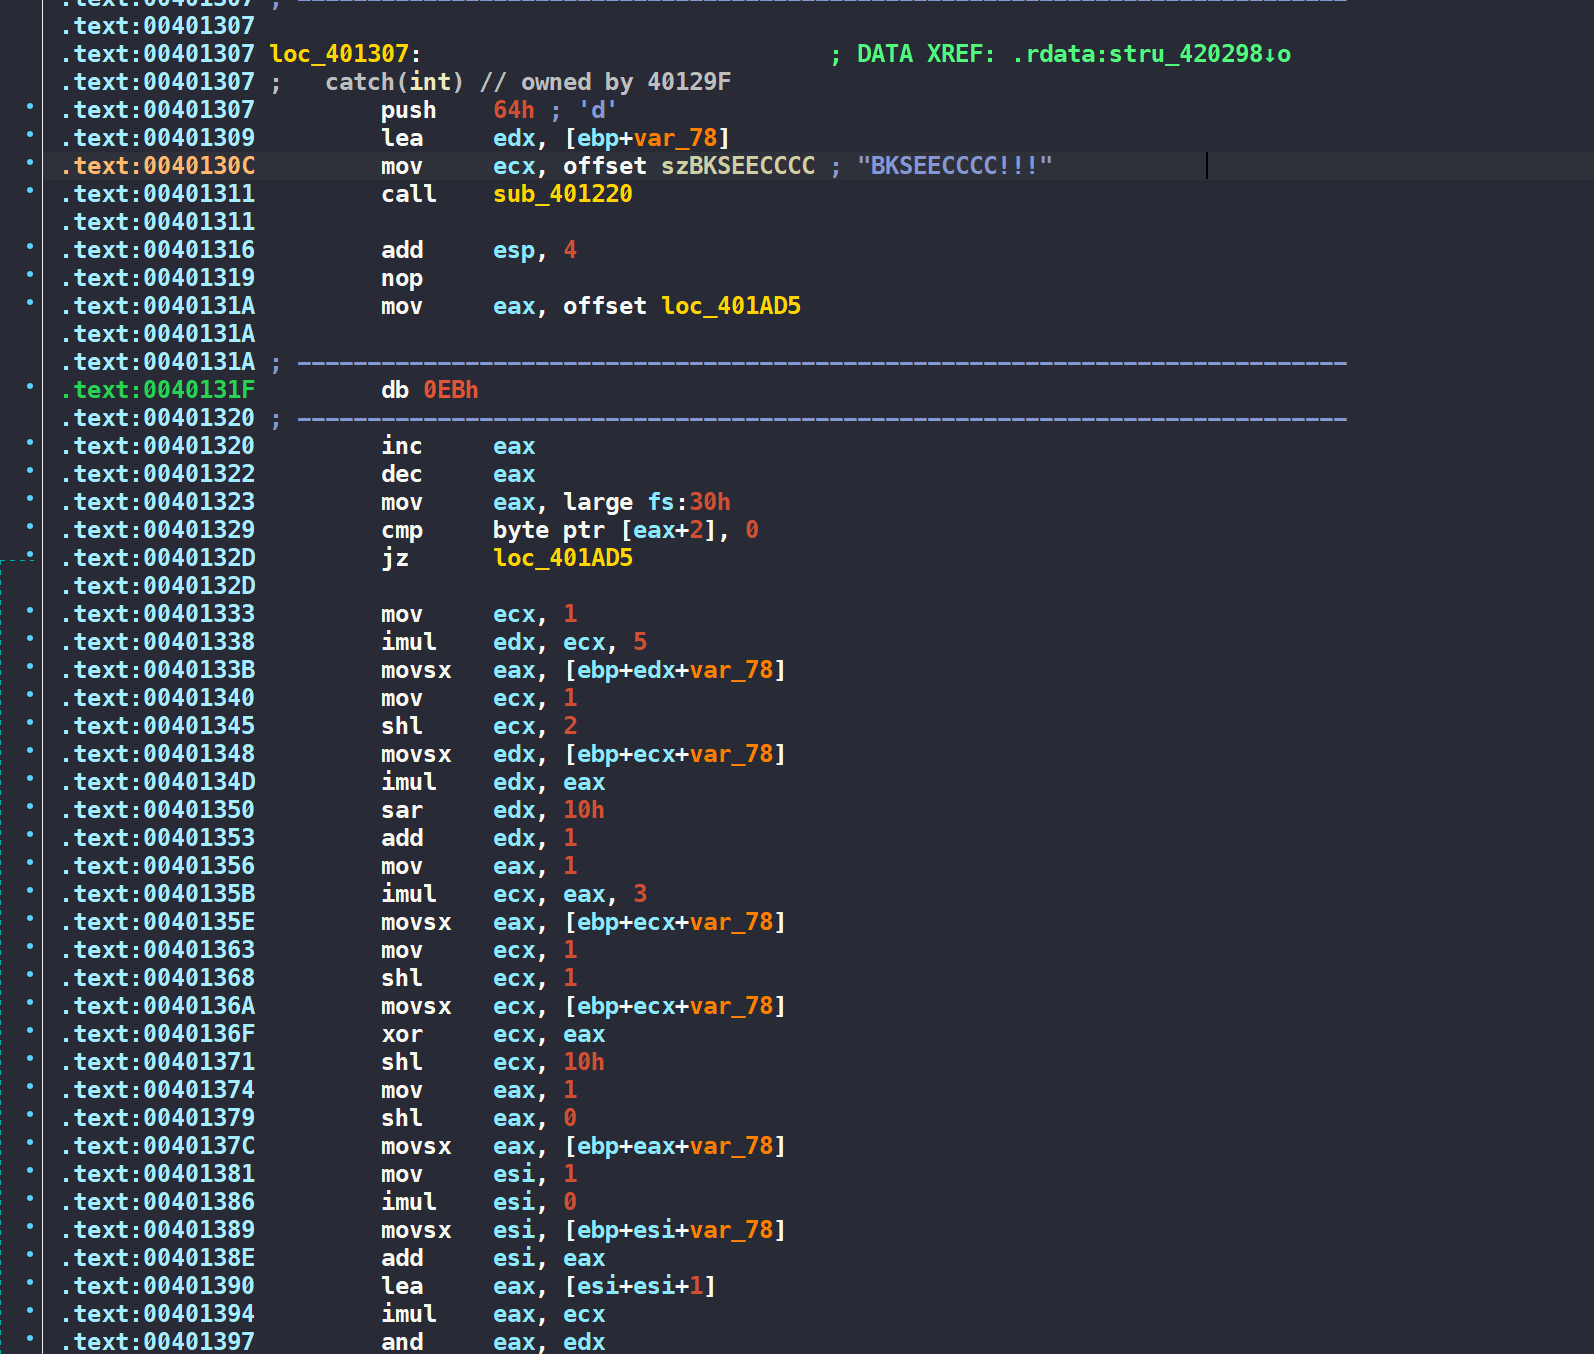 .text:00401307 ; ---------------------------------------------------------------------------
.text:00401307
.text:00401307 loc_401307:                             ; DATA XREF: .rdata:stru_420298↓o
.text:00401307 ;   catch(int) // owned by 40129F
.text:00401307         push    64h ; 'd'
.text:00401309         lea     edx, [ebp+var_78]
.text:0040130C         mov     ecx, offset szBKSEECCCC ; "BKSEECCCC!!!"
.text:00401311         call    sub_401220
.text:00401311
.text:00401316         add     esp, 4
.text:00401319         nop
.text:0040131A         mov     eax, offset loc_401AD5
.text:0040131A
.text:0040131A ; ---------------------------------------------------------------------------
.text:0040131F         db 0EBh
.text:00401320 ; ---------------------------------------------------------------------------
.text:00401320         inc     eax
.text:00401322         dec     eax
.text:00401323         mov     eax, large fs:30h
.text:00401329         cmp     byte ptr [eax+2], 0
.text:0040132D         jz      loc_401AD5
.text:0040132D
.text:00401333         mov     ecx, 1
.text:00401338         imul    edx, ecx, 5
.text:0040133B         movsx   eax, [ebp+edx+var_78]
.text:00401340         mov     ecx, 1
.text:00401345         shl     ecx, 2
.text:00401348         movsx   edx, [ebp+ecx+var_78]
.text:0040134D         imul    edx, eax
.text:00401350         sar     edx, 10h
.text:00401353         add     edx, 1
.text:00401356         mov     eax, 1
.text:0040135B         imul    ecx, eax, 3
.text:0040135E         movsx   eax, [ebp+ecx+var_78]
.text:00401363         mov     ecx, 1
.text:00401368         shl     ecx, 1
.text:0040136A         movsx   ecx, [ebp+ecx+var_78]
.text:0040136F         xor     ecx, eax
.text:00401371         shl     ecx, 10h
.text:00401374         mov     eax, 1
.text:00401379         shl     eax, 0
.text:0040137C         movsx   eax, [ebp+eax+var_78]
.text:00401381         mov     esi, 1
.text:00401386         imul    esi, 0
.text:00401389         movsx   esi, [ebp+esi+var_78]
.text:0040138E         add     esi, eax
.text:00401390         lea     eax, [esi+esi+1]
.text:00401394         imul    eax, ecx
.text:00401397         and     eax, edx